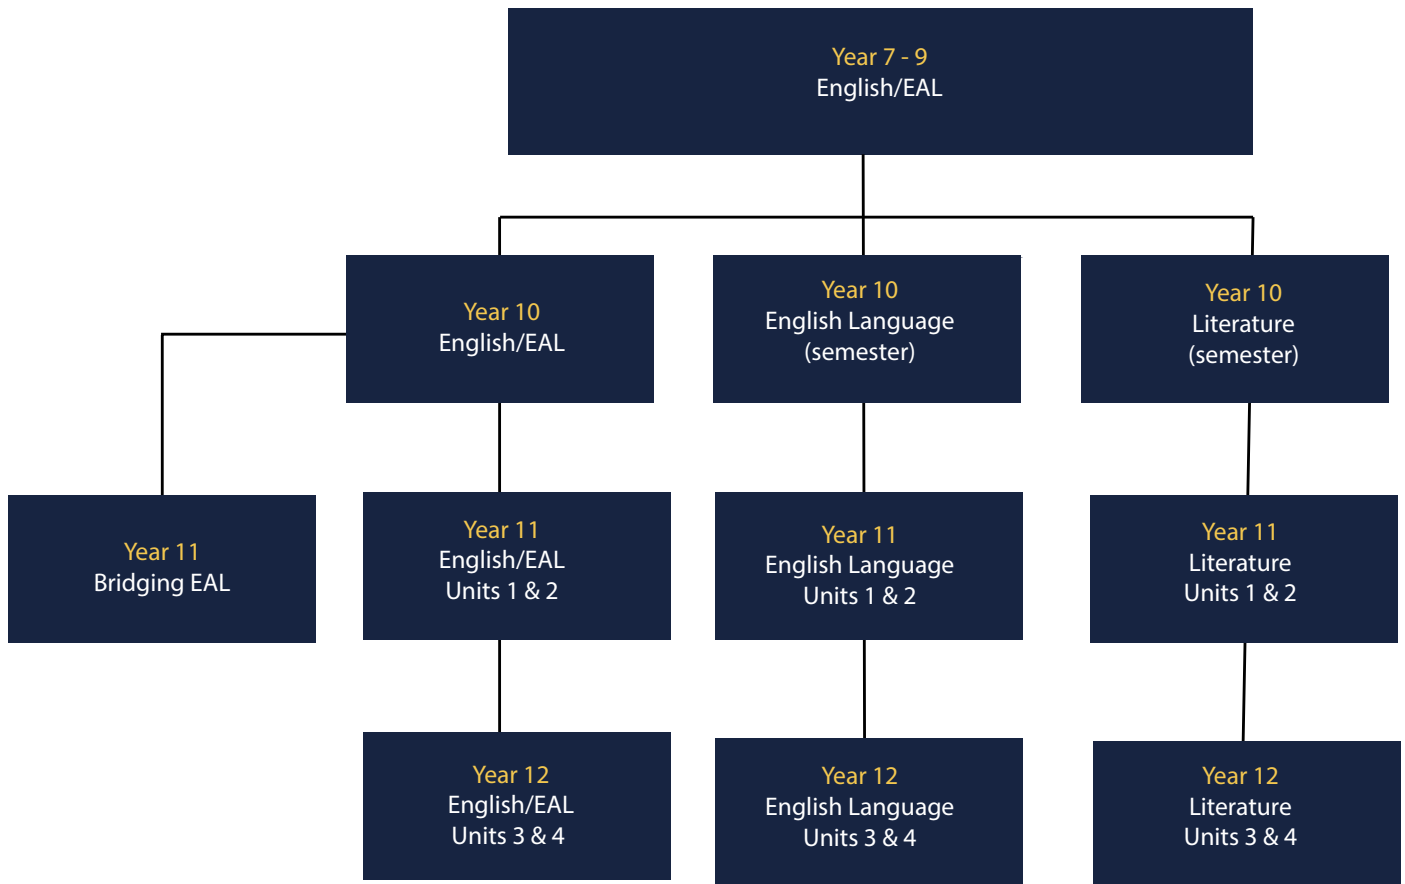 Year 7 - 9
English/EAL
Year 10
English/EAL
Year 10
English Language
(semester)
Year 10
Literature
(semester)
Year 11
Bridging EAL
Year 11
English/EAL
Units 1 & 2
Year 11
English Language
Units 1 & 2
Year 11
Literature
Units 1 & 2
Year 12
English/EAL
Units 3 & 4
Year 12
English Language
Units 3 & 4
Year 12
Literature
Units 3 & 4